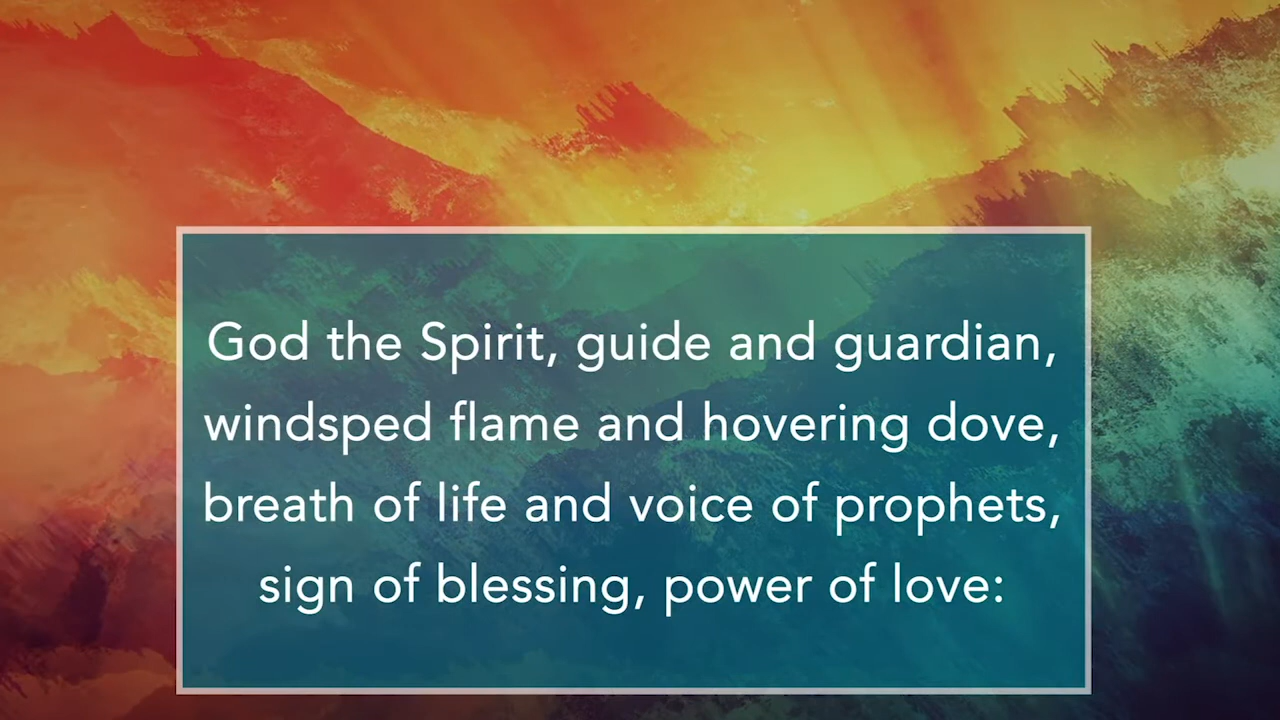 God the Spirit, guide and guardian,
windsped flame and hovering dove,
breath of life and voice of prophets,
sign of blessing, power of love: